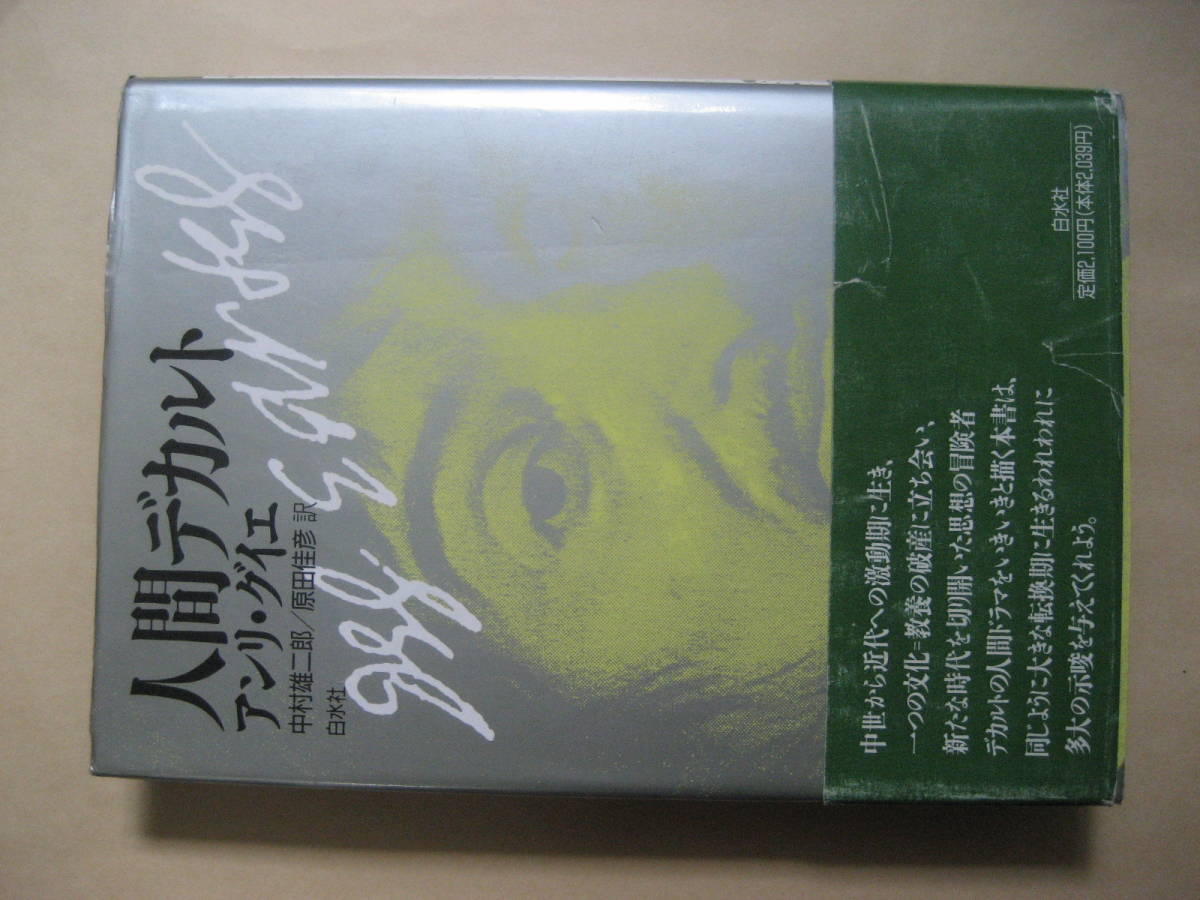 人間デカルト
アンリ・グイエ
中村雄二郎／原田佳彦 訳
白水社
中世から近代への激動期に生き、
一つの文化=教養の破産に立ち会い、
新たな時代を切り開いた思想の冒険者
デカルトの人間ドラマをいきいきと描く本書は、
同じように大きな転換期に生きるわれわれに
多大の示唆を与えてくれよう。
白水社
定価2,100円(本体2,039円)